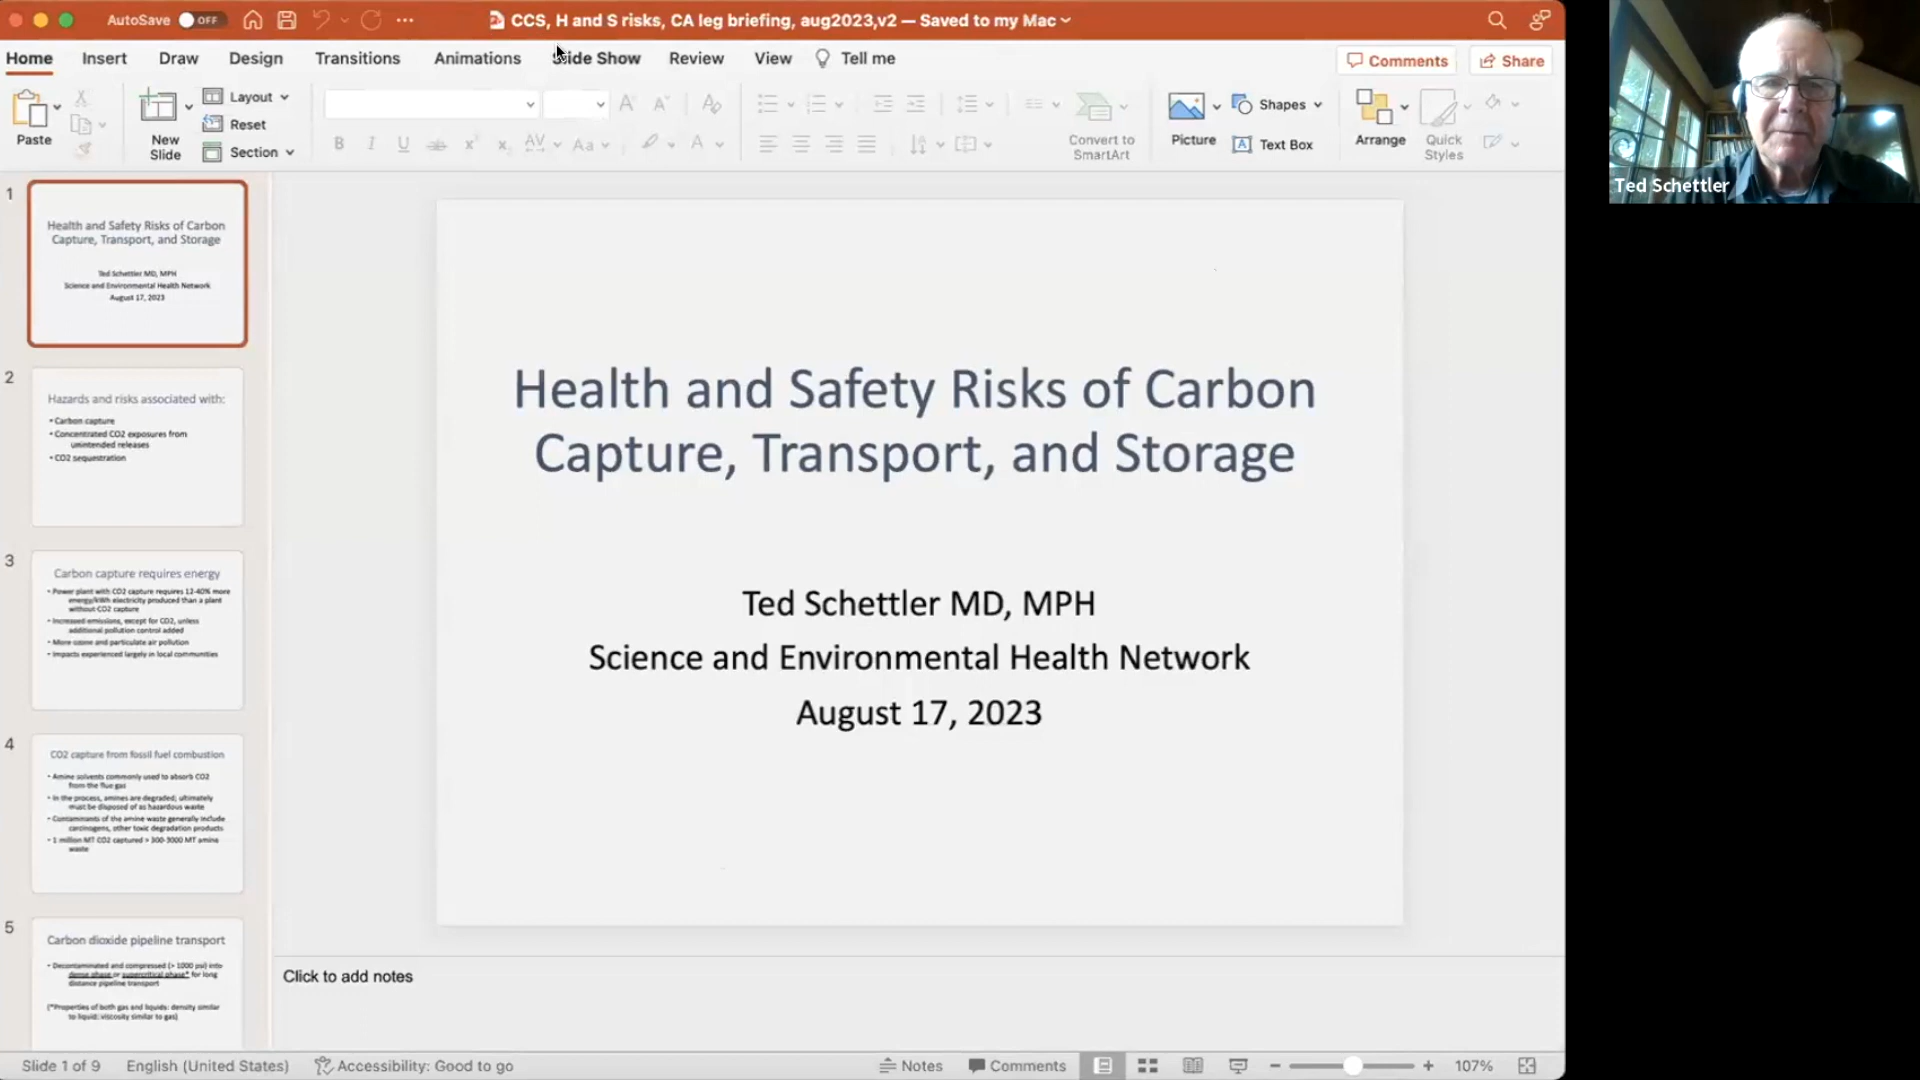 AutoSave OFF
CCS, H and S risks, CA leg briefing, aug2023,v2 — Saved to my Mac
Home Insert Draw Design Transitions Animations Slide Show Review View Tell me
Comments Share
Paste
New
Slide
Layout
Reset
Section
B I U
Aa
Convert to
SmartArt
Picture
Shapes
Text Box
Arrange
Quick
Styles
Ted Schettler
1
Health and Safety Risks of Carbon
Capture, Transport, and Storage
Ted Schettler MD, MPH
Science and Environmental Health Network
August 17, 2023
2
Hazards and risks associated with:
• Carbon capture
• Concentrated CO2 exposures from
unintended releases
• CO2 sequestration
3
Carbon capture requires energy
• Power plant with CO2 capture requires 12-40% more
energy/kWh electricity produced than a plant
without CO2 capture
• Increased emissions, except for CO2, unless
additional pollution control added
• More ozone and particulate air pollution
• Impacts experienced largely in local communities
4
CO2 capture from fossil fuel combustion
• Amine solvents commonly used to absorb CO2
from the flue gas
• In the process, amines are degraded; ultimately
must be disposed of as hazardous waste
• Contaminants of the amine waste generally include
carcinogens, other toxic degradation products
• 1 million MT CO2 captured > 300-3000 MT amine
waste
5
Carbon dioxide pipeline transport
• Decontaminated and compressed (> 1000 psi) into
dense phase or supercritical phase* for long
distance pipeline transport
(*Properties of both gas and liquids: density similar
to liquid; viscosity similar to gas)
Health and Safety Risks of Carbon
Capture, Transport, and Storage
Ted Schettler MD, MPH
Science and Environmental Health Network
August 17, 2023
Click to add notes
Slide 1 of 9 English (United States) Accessibility: Good to go Notes Comments 107%